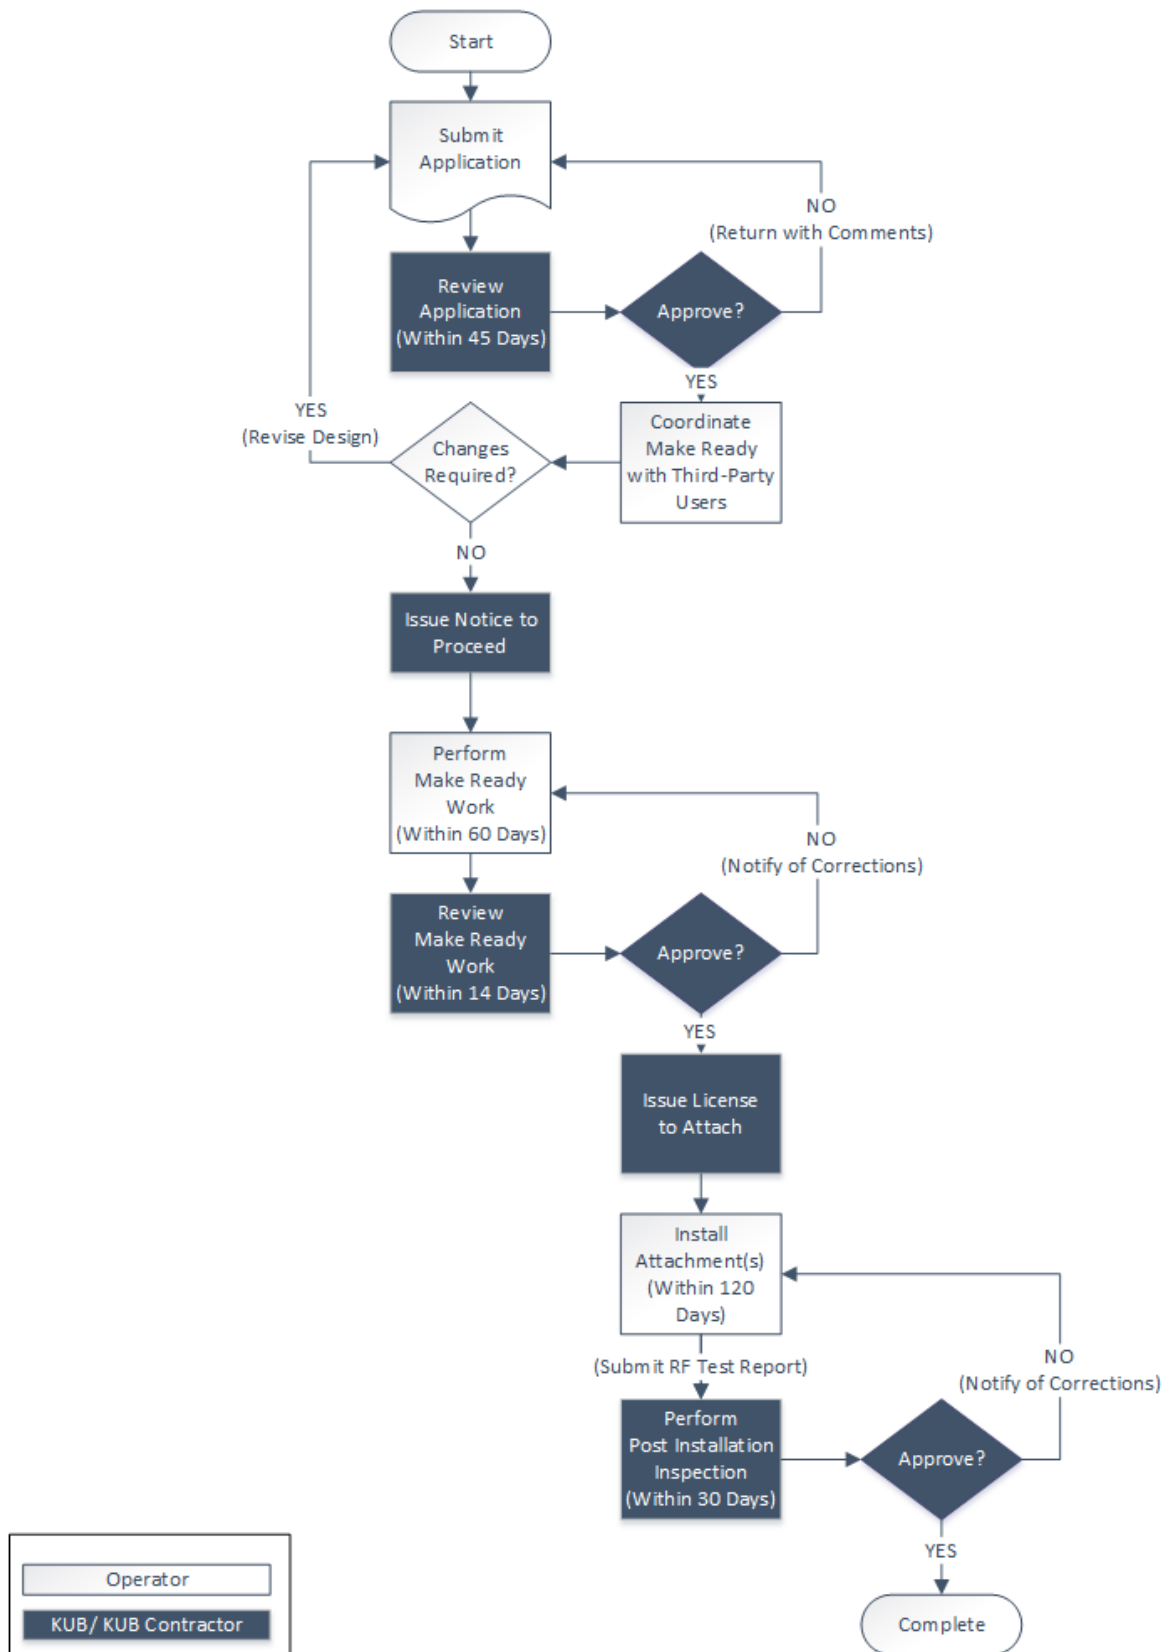 Start
Submit
Application
NO
(Return with Comments)
Review
Application
(Within 45 Days)
Approve?
YES
YES
(Revise Design)
Changes
Required?
Coordinate
Make Ready
with Third-Party
Users
NO
Issue Notice to
Proceed
Perform
Make Ready
Work
(Within 60 Days)
NO
(Notify of Corrections)
Review
Make Ready
Work
(Within 14 Days)
Approve?
YES
Issue License
to Attach
Install
Attachment(s)
(Within 120
Days)
(Submit RF Test Report)
NO
(Notify of Corrections)
Perform
Post Installation
Inspection
(Within 30 Days)
Approve?
YES
Complete
Operator
KUB/ KUB Contractor